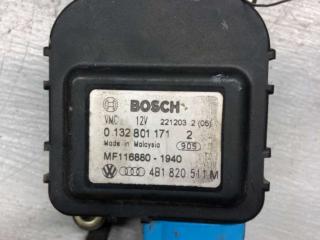 BOSCH
VMC 12V 221203 2 (06)
0 132 801 171 2
Made in Malaysia 905
MF116880-1940
4B1 820 511 M